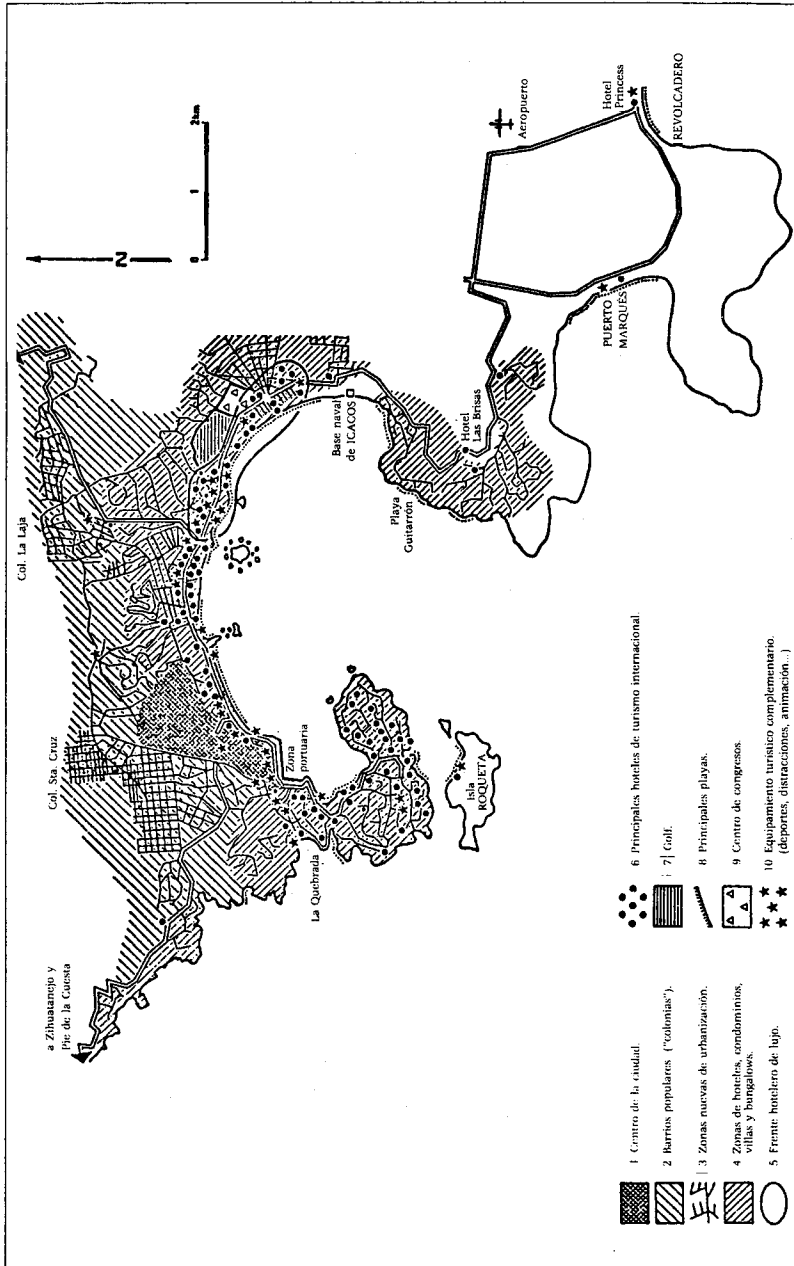 a Zihuatanejo y
Pie de la Cuesta
Col. Sta. Cruz
Col. La Laja
N
0 1 2km
La Quebrada
Zona
portuaria
Isla
ROQUETA
Base naval
de ICACOS
Playa
Guitarrón
Hotel
Las Brisas
Aeropuerto
Hotel
Princess
PUERTO
MARQUÉS
REVOLCADERO
1 Centro de la ciudad.
2 Barrios populares ("colonias").
3 Zonas nuevas de urbanización.
4 Zonas de hoteles, condominios,
villas y bungalows.
5 Frente hotelero de lujo.
6 Principales hoteles de turismo internacional.
7 Golf.
8 Principales playas.
9 Centro de congresos.
10 Equipamiento turístico complementario.
(deportes, distracciones, animación...)